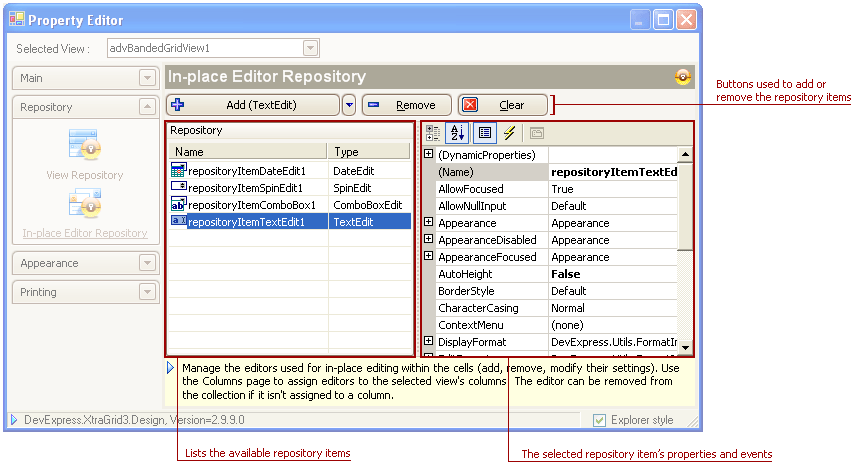 Property Editor
Selected View : advBandedGridView1
Main
Repository
View Repository
In-place Editor Repository
Appearance
Printing
In-place Editor Repository
Add (TextEdit) Remove Clear
Buttons used to add or
remove the repository items
Repository
Name Type
repositoryItemDateEdit1 DateEdit
repositoryItemSpinEdit1 SpinEdit
repositoryItemComboBox1 ComboBoxEdit
repositoryItemTextEdit1 TextEdit
(DynamicProperties)
(Name) repositoryItemTextEd
AllowFocused True
AllowNullInput Default
Appearance Appearance
AppearanceDisabled Appearance
AppearanceFocused Appearance
AutoHeight False
BorderStyle Default
CharacterCasing Normal
ContextMenu (none)
DisplayFormat DevExpress.Utils.FormatIn
Manage the editors used for in-place editing within the cells (add, remove, modify their settings). Use
the Columns page to assign editors to the selected view's columns. The editor can be removed from
the collection if it isn't assigned to a column.
DevExpress.XtraGrid3.Design, Version=2.9.9.0 Explorer style
Lists the available repository items
The selected repository item's properties and events